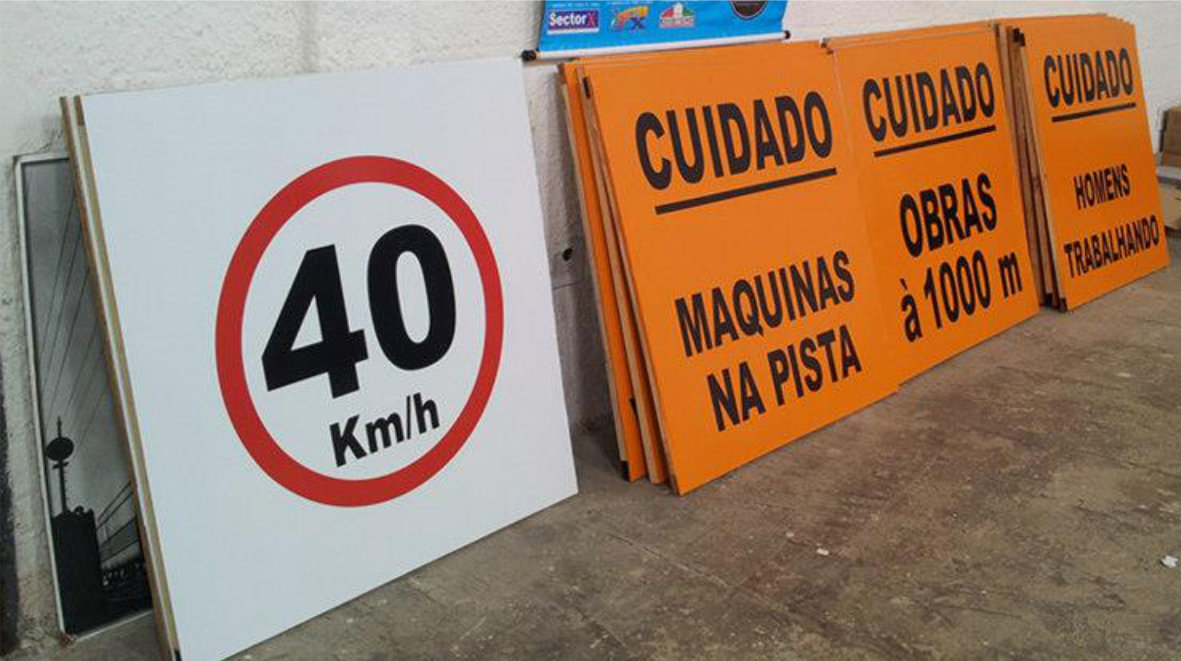 SectorX
40
Km/h
CUIDADO
MAQUINAS
NA PISTA
CUIDADO
OBRAS
à 1000 m
CUIDADO
HOMENS
TRABALHANDO